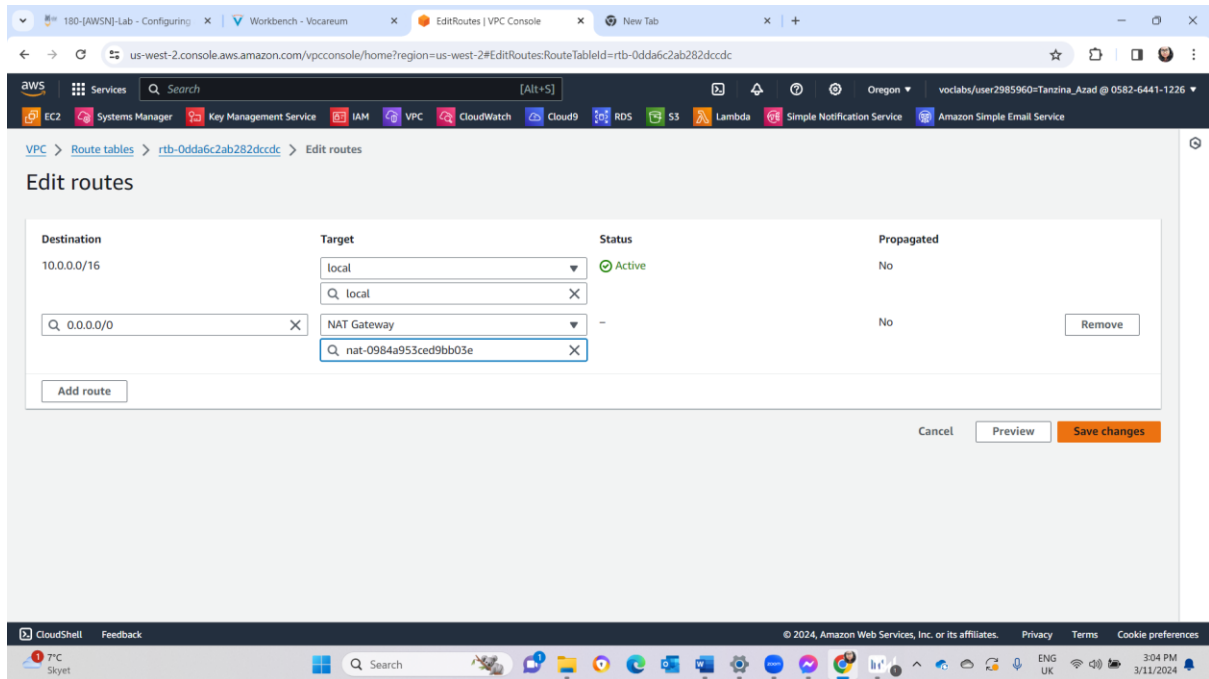 180-[AWSN]-Lab - Configuring
Workbench - Vocareum
EditRoutes | VPC Console
New Tab
us-west-2.console.aws.amazon.com/vpcconsole/home?region=us-west-2#EditRoutes:RouteTableId=rtb-0dda6c2ab282dccdc
aws Services Search [Alt+S] Oregon voclabs/user2985960=Tanzina_Azad @ 0582-6441-1226
EC2 Systems Manager Key Management Service IAM VPC CloudWatch Cloud9 RDS S3 Lambda Simple Notification Service Amazon Simple Email Service
VPC > Route tables > rtb-0dda6c2ab282dccdc > Edit routes
Edit routes
Destination Target Status Propagated
10.0.0.0/16 local Active No
local
0.0.0.0/0 NAT Gateway – No Remove
nat-0984a953ced9bb03e
Add route
Cancel Preview Save changes
CloudShell Feedback © 2024, Amazon Web Services, Inc. or its affiliates. Privacy Terms Cookie preferences
1 7°C
Skyet
Search
1
ENG
UK
3:04 PM
3/11/2024